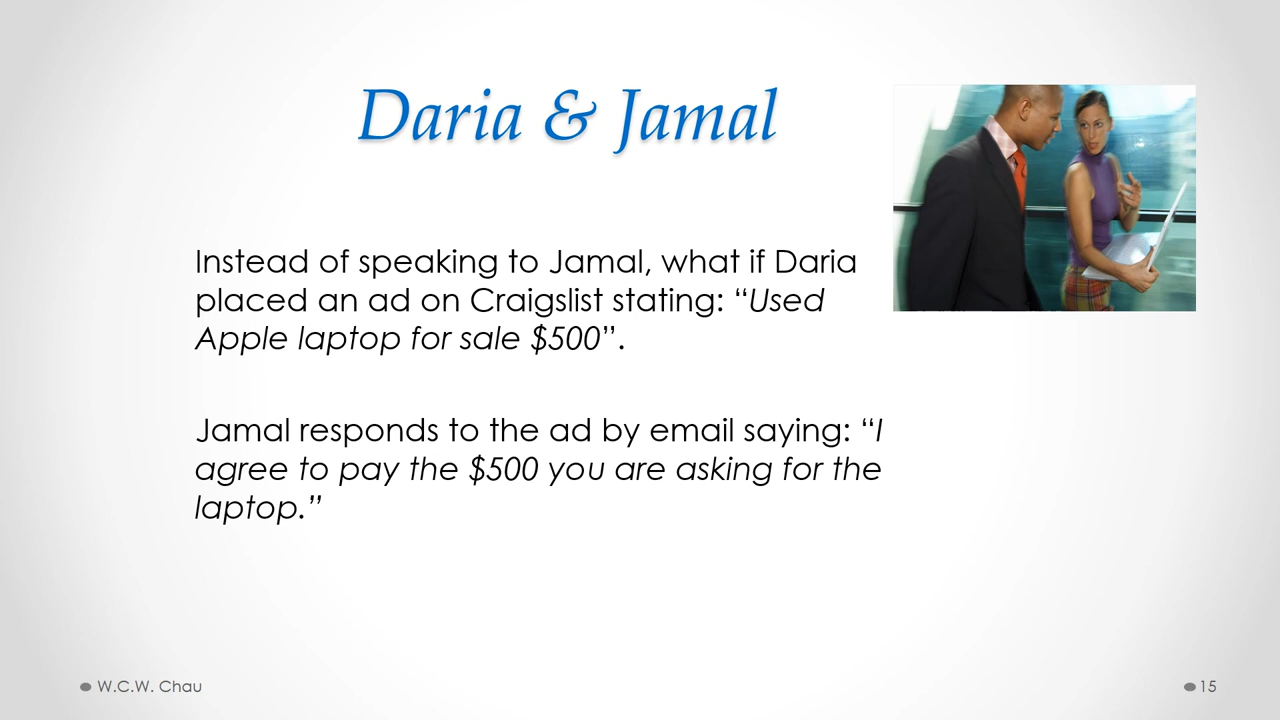 Daria & Jamal
Instead of speaking to Jamal, what if Daria
placed an ad on Craigslist stating: “Used
Apple laptop for sale $500”.
Jamal responds to the ad by email saying: “I
agree to pay the $500 you are asking for the
laptop.”
W.C.W. Chau
15